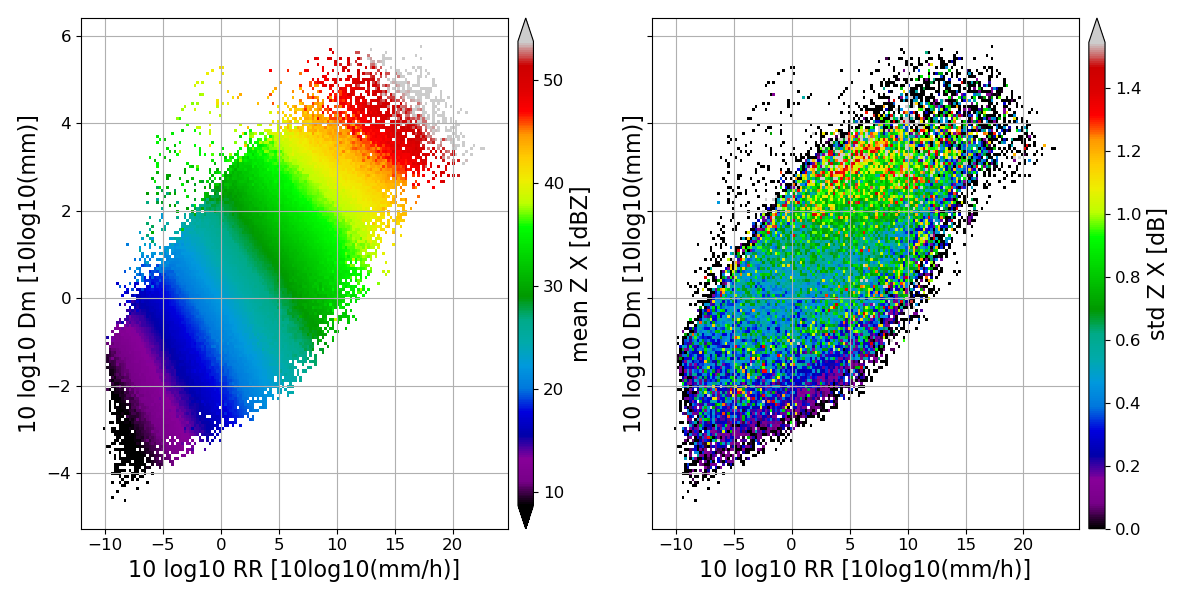 6
4
2
0
−2
−4
10 log10 Dm [10log10(mm)]
−10 −5 0 5 10 15 20
10 log10 RR [10log10(mm/h)]
50
40
30
20
10
mean Z X [dBZ]
10 log10 Dm [10log10(mm)]
−10 −5 0 5 10 15 20
10 log10 RR [10log10(mm/h)]
1.4
1.2
1.0
0.8
0.6
0.4
0.2
0.0
std Z X [dB]